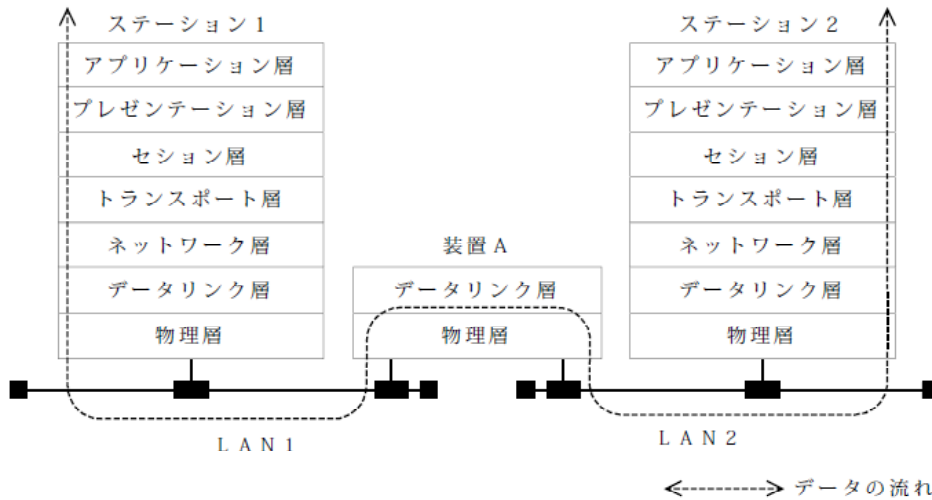 ステーション1
アプリケーション層
プレゼンテーション層
セション層
トランスポート層
ネットワーク層
データリンク層
物理層
装置A
データリンク層
物理層
ステーション2
アプリケーション層
プレゼンテーション層
セション層
トランスポート層
ネットワーク層
データリンク層
物理層
LAN1
LAN2
データの流れ